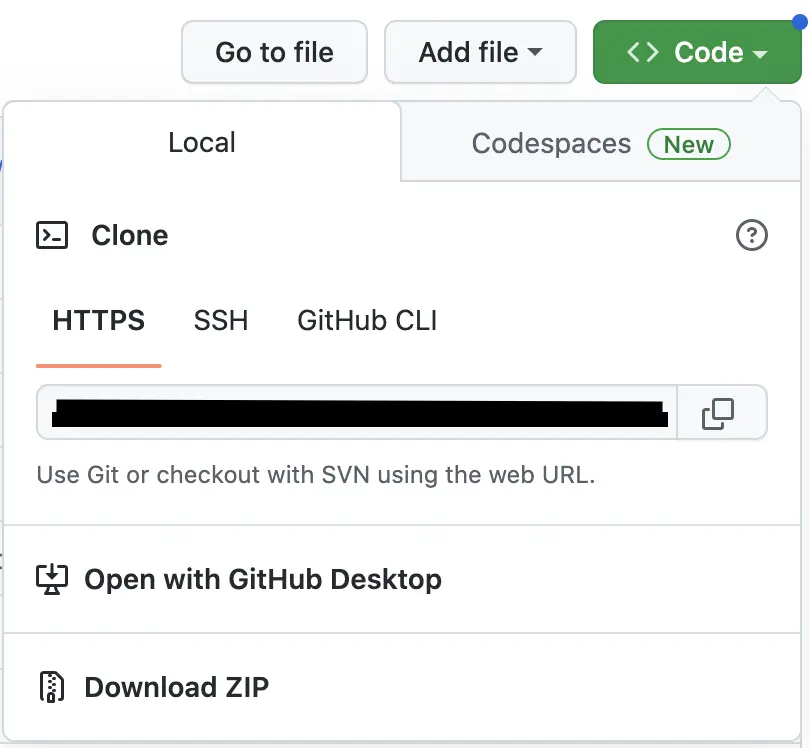 Go to file Add file <> Code
Local Codespaces New
Clone
HTTPS SSH GitHub CLI
Use Git or checkout with SVN using the web URL.
Open with GitHub Desktop
Download ZIP